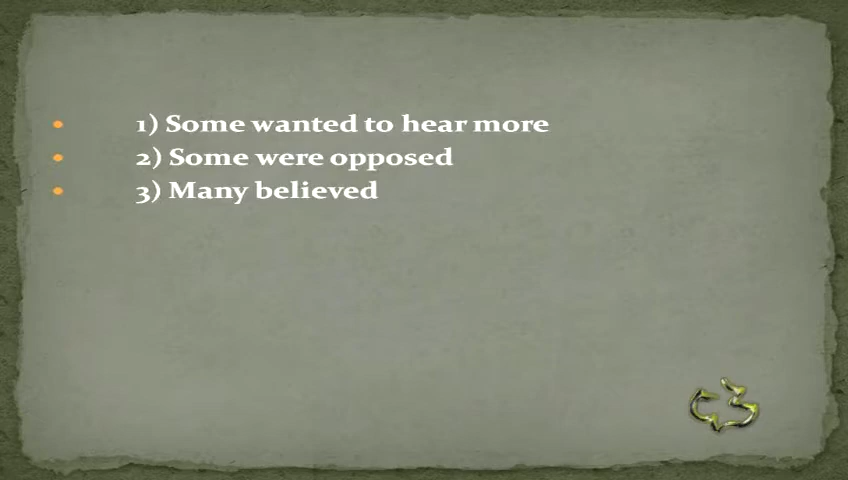 • 1) Some wanted to hear more
• 2) Some were opposed
• 3) Many believed